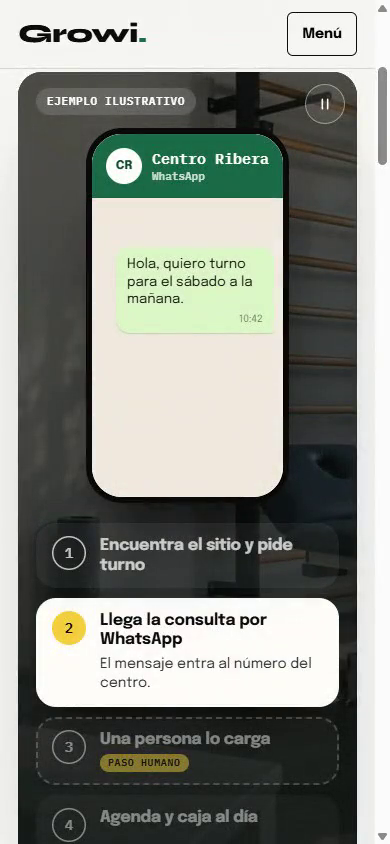 Growi.
Menú
EJEMPLO ILUSTRATIVO
CR
Centro Ribera
WhatsApp
Hola, quiero turno
para el sábado a la
mañana.
10:42
1
Encuentra el sitio y pide
turno
2
Llega la consulta por
WhatsApp
El mensaje entra al número del
centro.
3
Una persona lo carga
PASO HUMANO
4
Agenda y caja al día